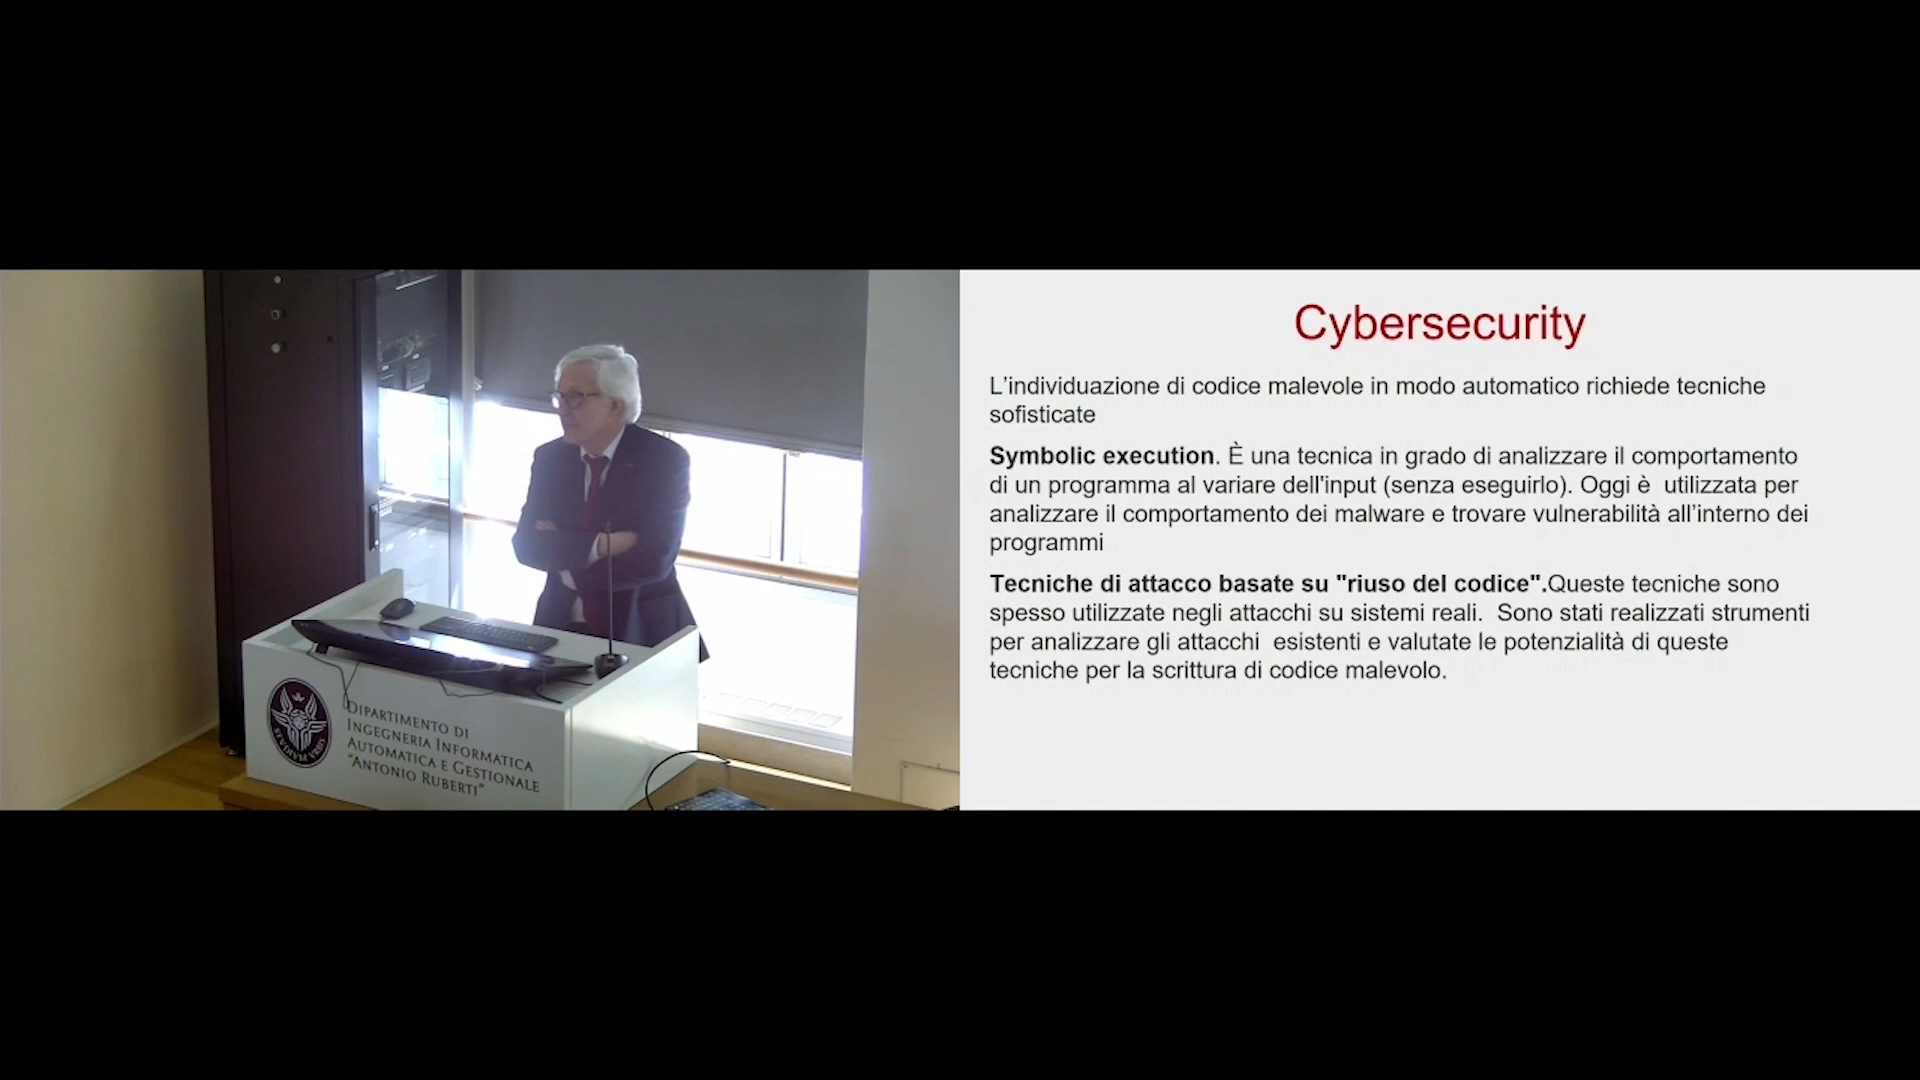 Cybersecurity
L'individuazione di codice malevole in modo automatico richiede tecniche
sofisticate
Symbolic execution. È una tecnica in grado di analizzare il comportamento
di un programma al variare dell'input (senza eseguirlo). Oggi è  utilizzata per
analizzare il comportamento dei malware e trovare vulnerabilità all'interno dei
programmi
Tecniche di attacco basate su "riuso del codice".Queste tecniche sono
spesso utilizzate negli attacchi su sistemi reali.  Sono stati realizzati strumenti
per analizzare gli attacchi  esistenti e valutate le potenzialità di queste
tecniche per la scrittura di codice malevolo.
STVDIVM VRBIS
DIPARTIMENTO DI
INGEGNERIA INFORMATICA
AUTOMATICA E GESTIONALE
"ANTONIO RUBERTI"